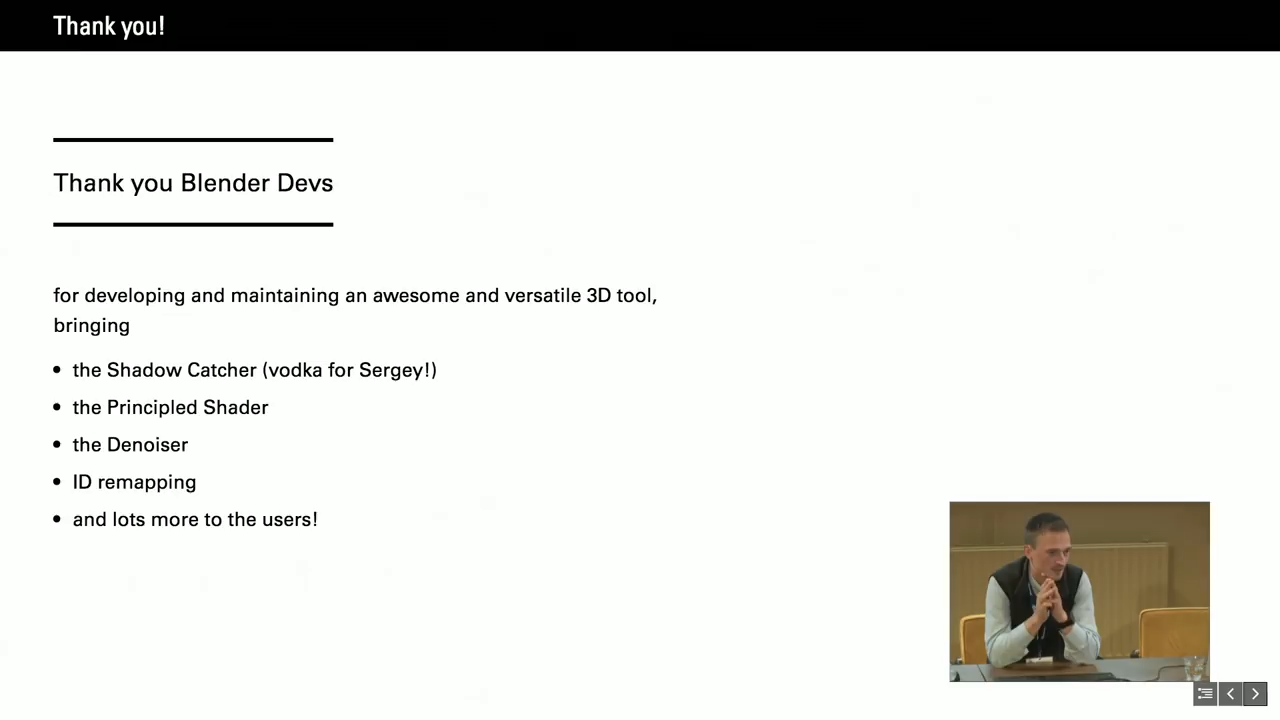 Thank you!
Thank you Blender Devs
for developing and maintaining an awesome and versatile 3D tool,
bringing
• the Shadow Catcher (vodka for Sergey!)
• the Principled Shader
• the Denoiser
• ID remapping
• and lots more to the users!